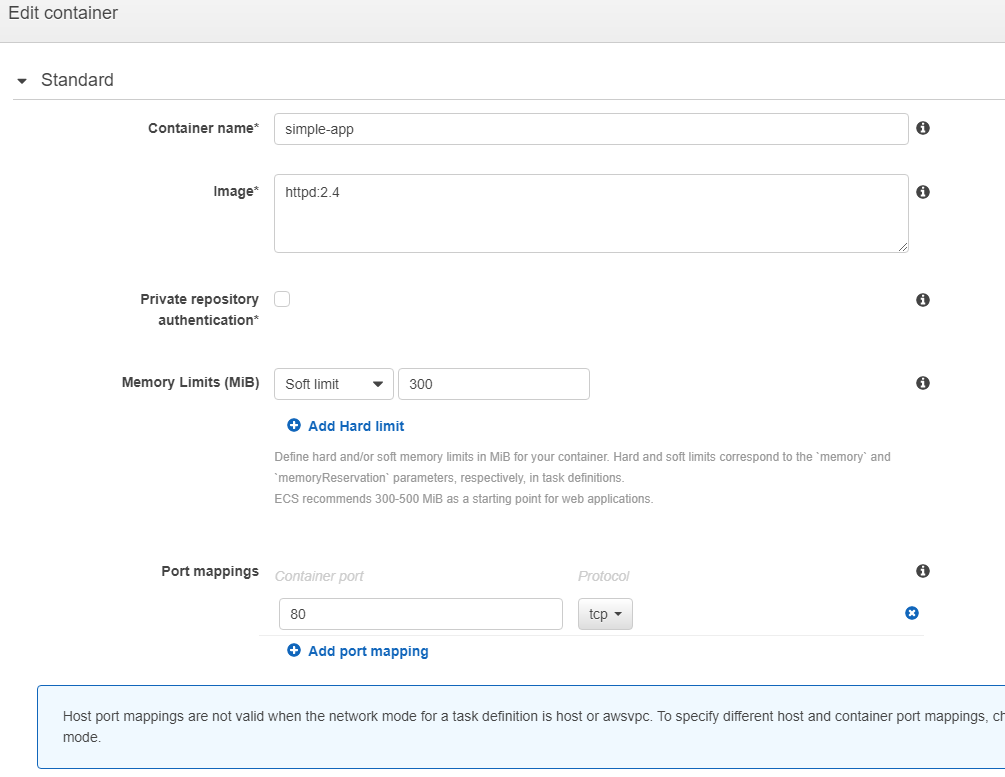 Edit container
Standard
Container name*
simple-app
Image*
httpd:2.4
Private repository
authentication*
Memory Limits (MiB)
Soft limit
300
Add Hard limit
Define hard and/or soft memory limits in MiB for your container. Hard and soft limits correspond to the `memory` and
`memoryReservation` parameters, respectively, in task definitions.
ECS recommends 300-500 MiB as a starting point for web applications.
Port mappings
Container port
Protocol
80
tcp
Add port mapping
Host port mappings are not valid when the network mode for a task definition is host or awsvpc. To specify different host and container port mappings,
mode.